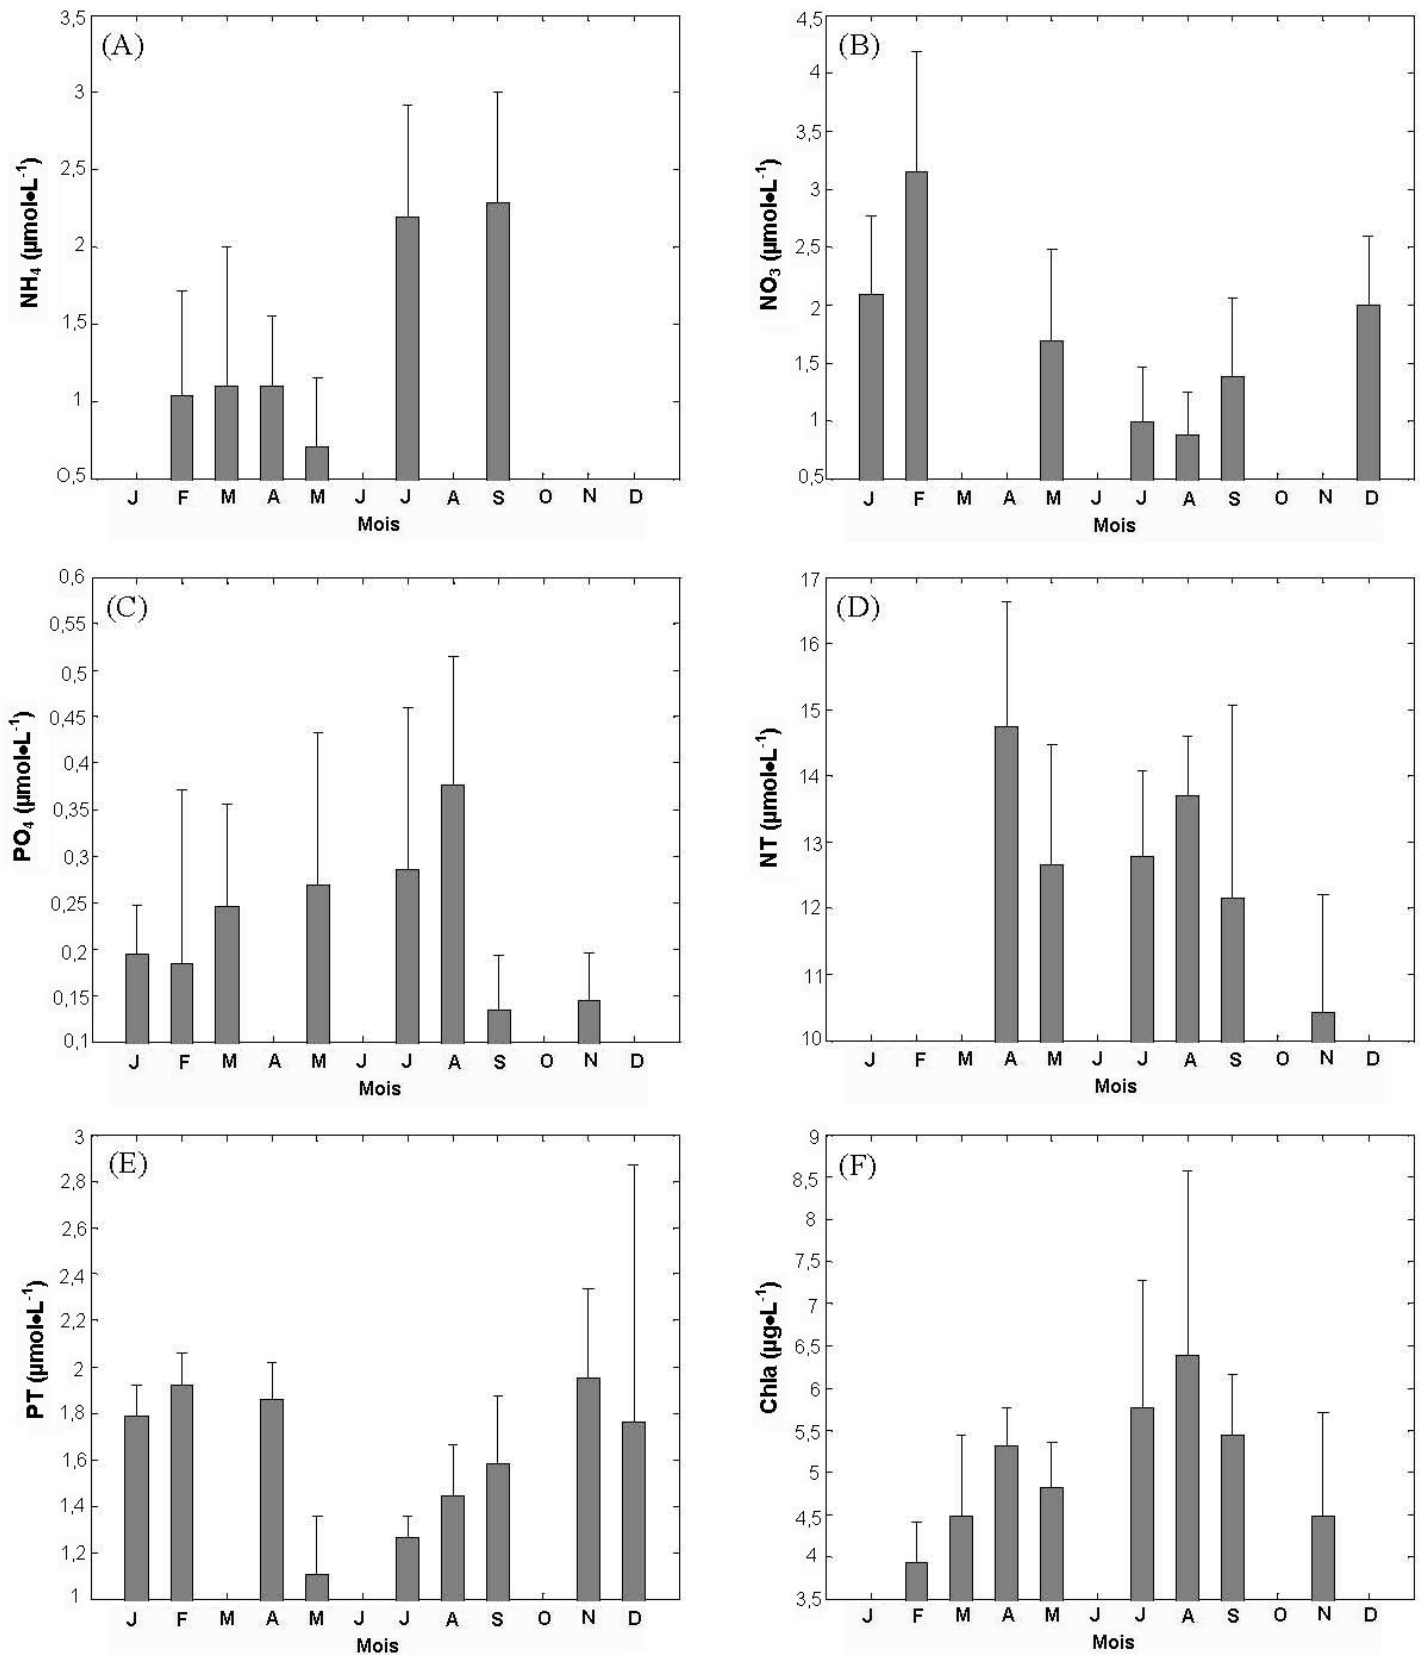 (A)
NH₄ (µmol•L⁻¹)
3,5
3
2,5
2
1,5
1
0,5
J F M A M J J A S O N D
Mois
(B)
NO₃ (µmol•L⁻¹)
4,5
4
3,5
3
2,5
2
1,5
1
0,5
J F M A M J J A S O N D
Mois
(C)
PO₄ (µmol•L⁻¹)
0,6
0,55
0,5
0,45
0,4
0,35
0,3
0,25
0,2
0,15
0,1
J F M A M J J A S O N D
Mois
(D)
NT (µmol•L⁻¹)
17
16
15
14
13
12
11
10
J F M A M J J A S O N D
Mois
(E)
PT (µmol•L⁻¹)
3
2,8
2,6
2,4
2,2
2
1,8
1,6
1,4
1,2
1
J F M A M J J A S O N D
Mois
(F)
Chla (µg•L⁻¹)
9
8,5
8
7,5
7
6,5
6
5,5
5
4,5
4
3,5
J F M A M J J A S O N D
Mois